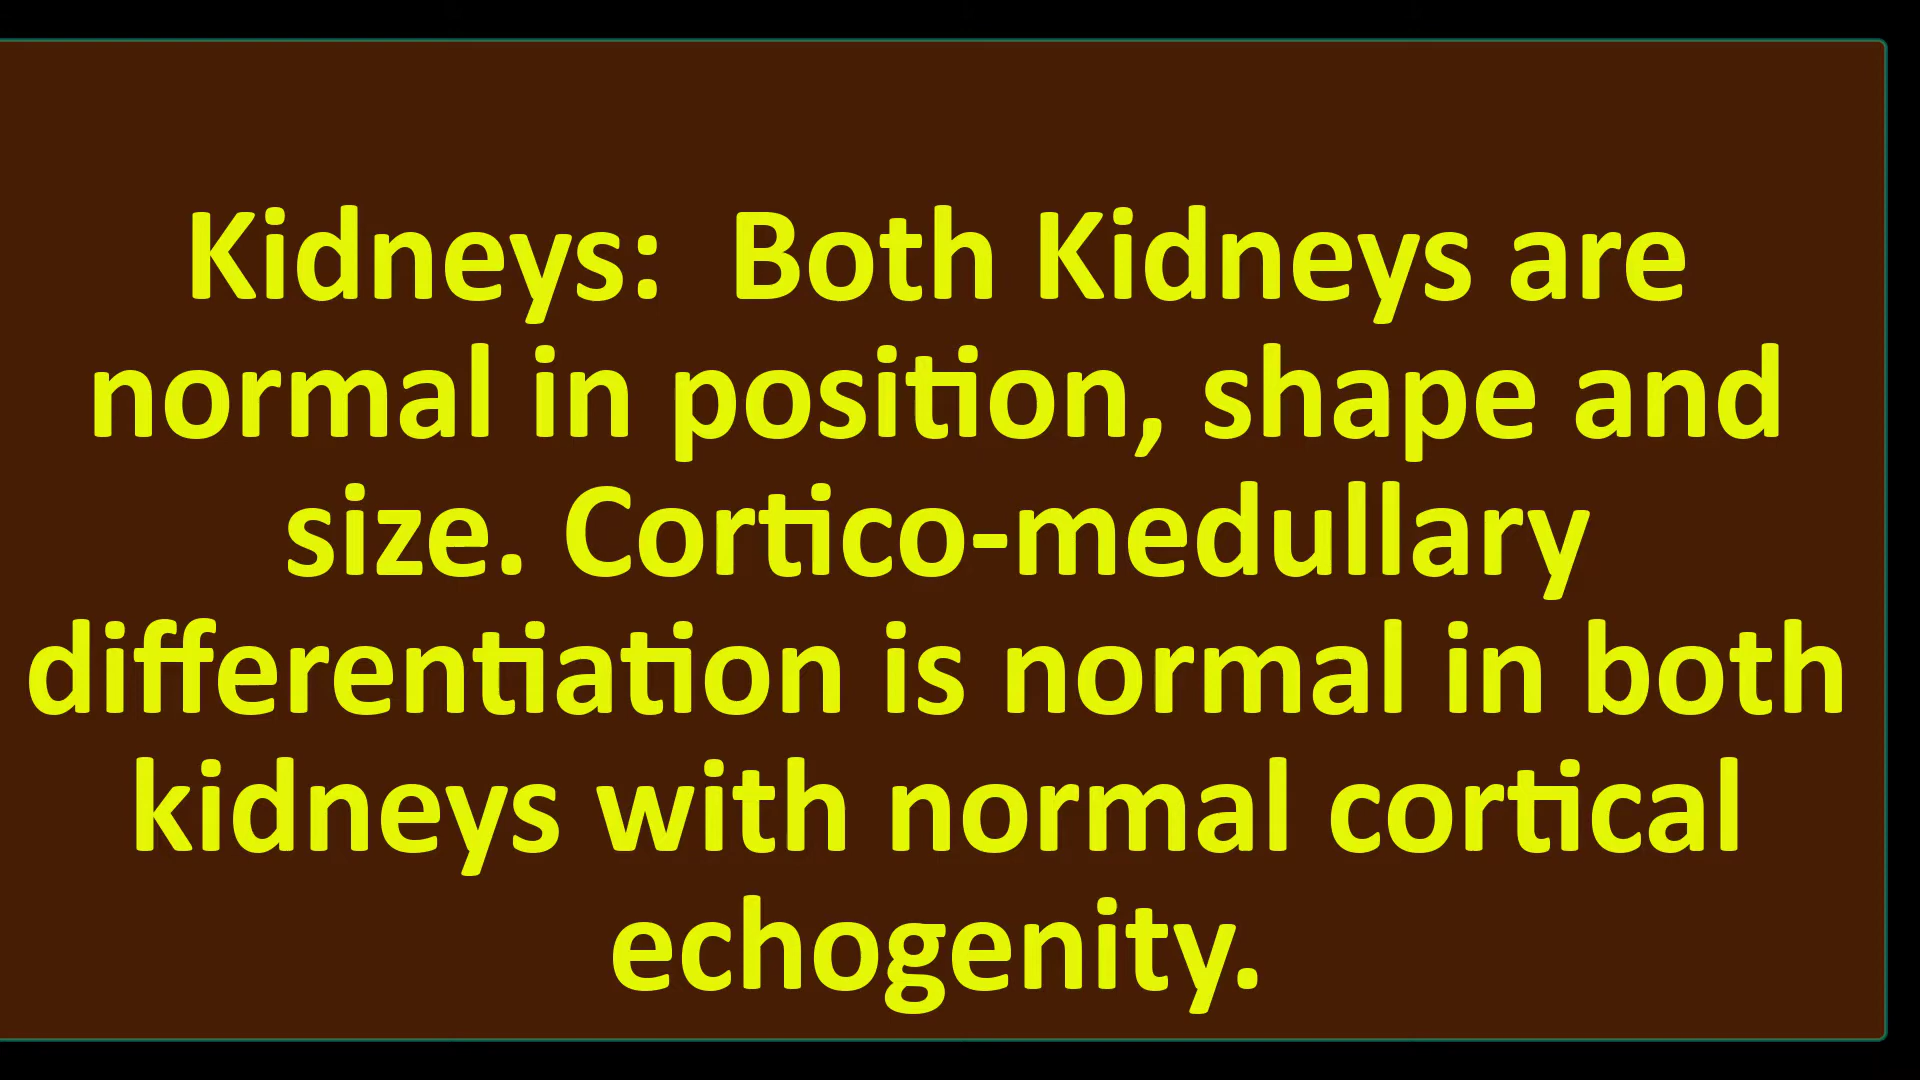 Kidneys:  Both Kidneys are
normal in position, shape and
size. Cortico-medullary
differentiation is normal in both
kidneys with normal cortical
echogenity.